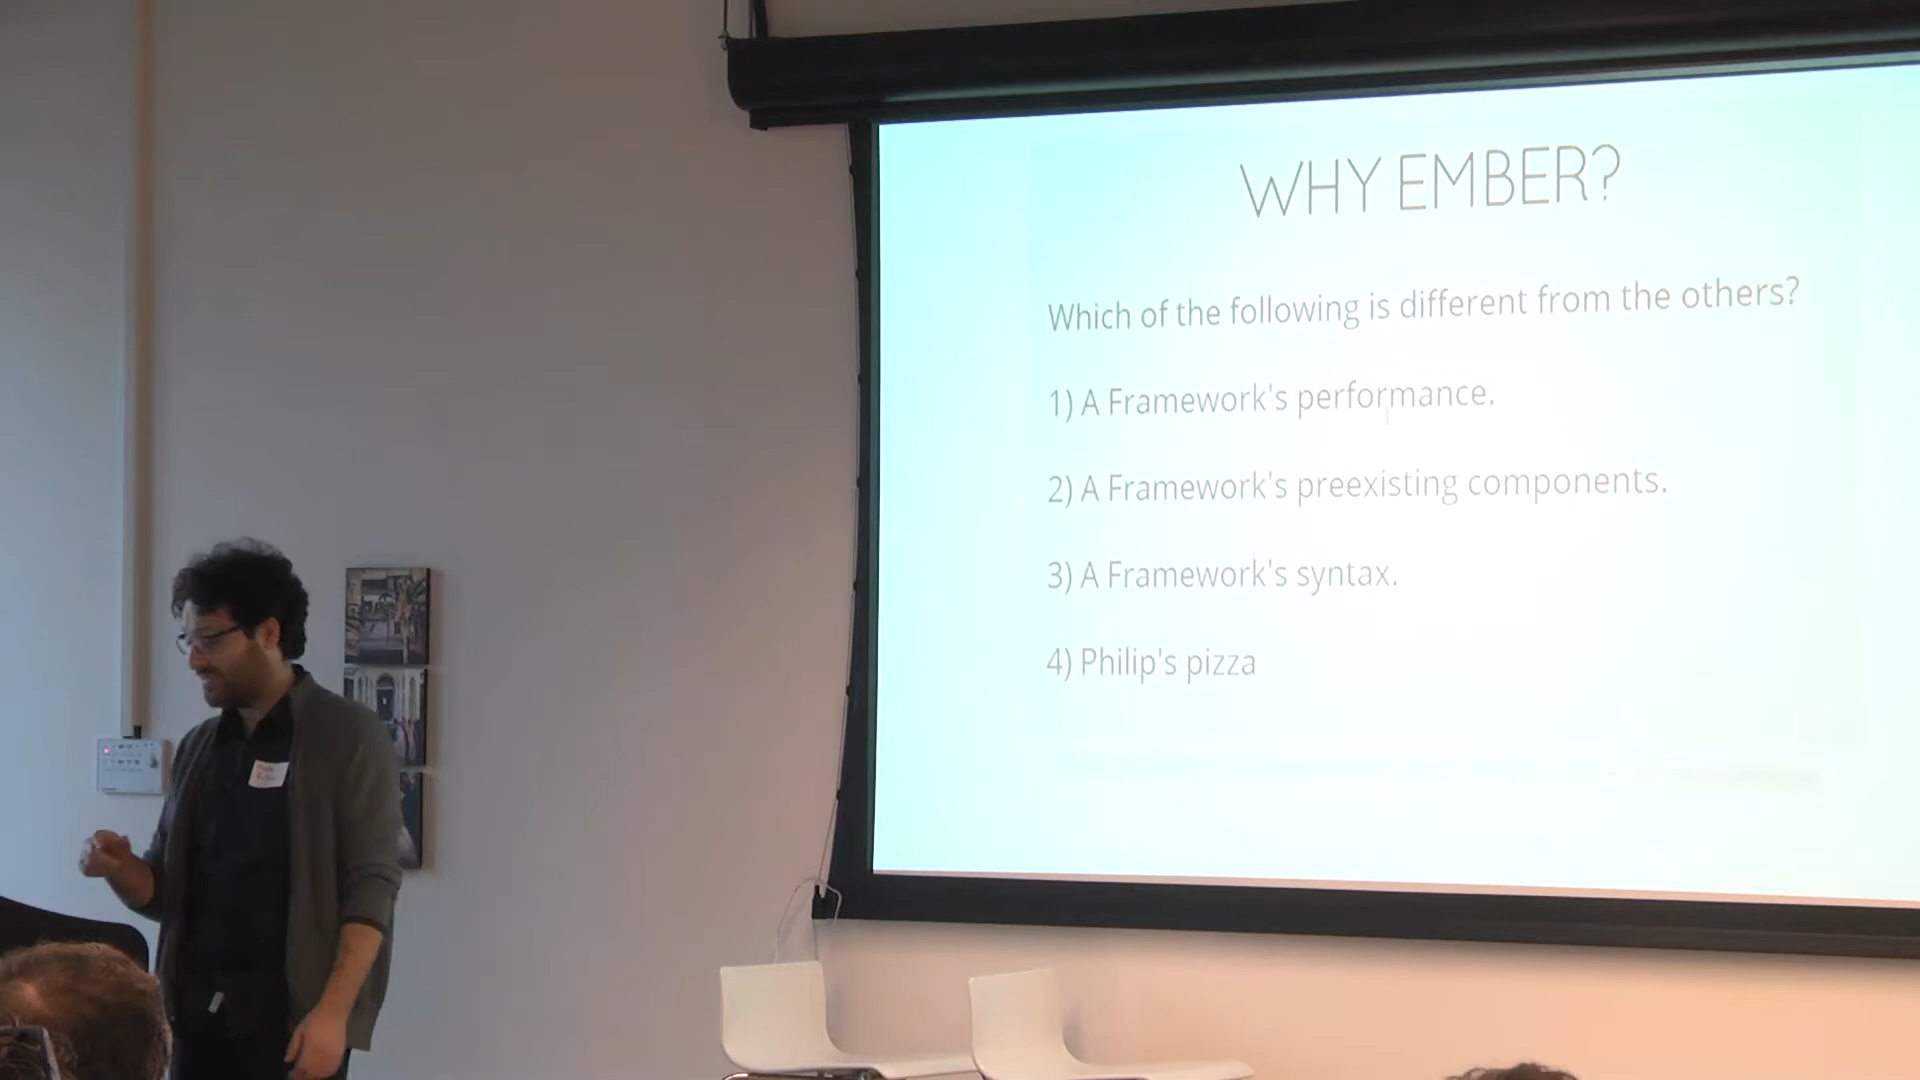 WHY EMBER?
Which of the following is different from the others?
1) A Framework's performance.
2) A Framework's preexisting components.
3) A Framework's syntax.
4) Philip's pizza